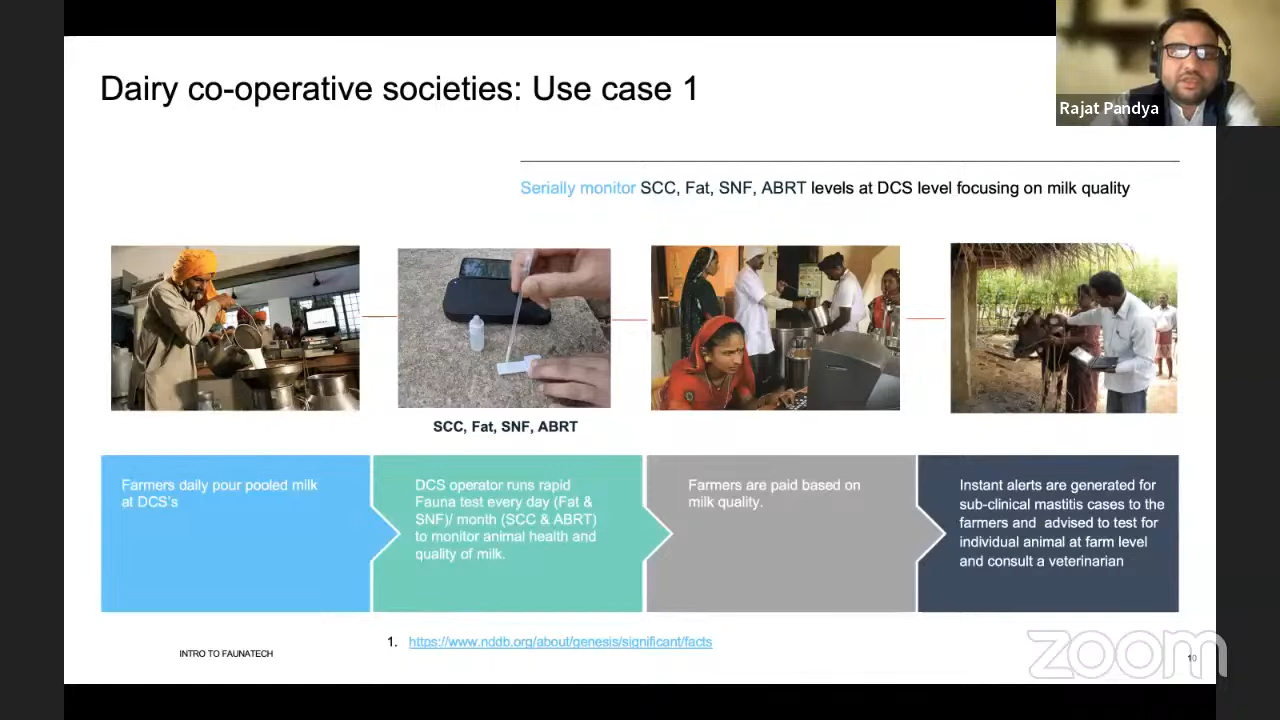 Dairy co-operative societies: Use case 1
Rajat Pandya
Serially monitor SCC, Fat, SNF, ABRT levels at DCS level focusing on milk quality
SCC, Fat, SNF, ABRT
Farmers daily pour pooled milk
at DCS's
DCS operator runs rapid
Fauna test every day (Fat &
SNF)/ month (SCC & ABRT)
to monitor animal health and
quality of milk.
Farmers are paid based on
milk quality.
Instant alerts are generated for
sub-clinical mastitis cases to the
farmers and advised to test for
individual animal at farm level
and consult a veterinarian
1. https://www.nddb.org/about/genesis/significant/facts
INTRO TO FAUNATECH
zoom
10